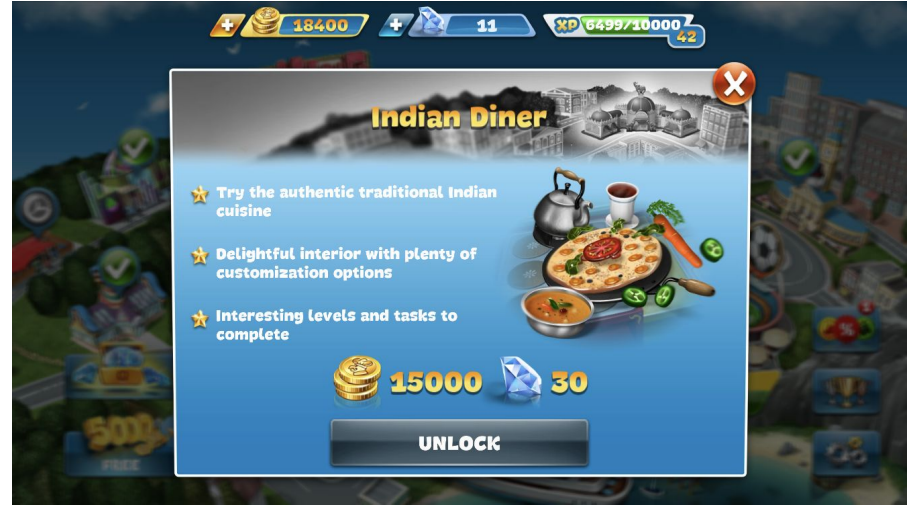 18400
11
XP 6499/10000
42
Indian Diner
Try the authentic traditional Indian
cuisine
Delightful interior with plenty of
customization options
Interesting levels and tasks to
complete
15000
30
UNLOCK
5000
FREE
%